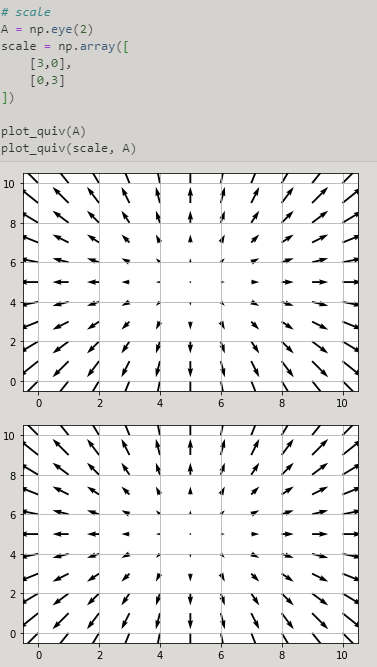 # scale
A = np.eye(2)
scale = np.array([
    [3,0],
    [0,3]
])
plot_quiv(A)
plot_quiv(scale, A)
10
8
6
4
2
0
0 2 4 6 8 10
10
8
6
4
2
0
0 2 4 6 8 10